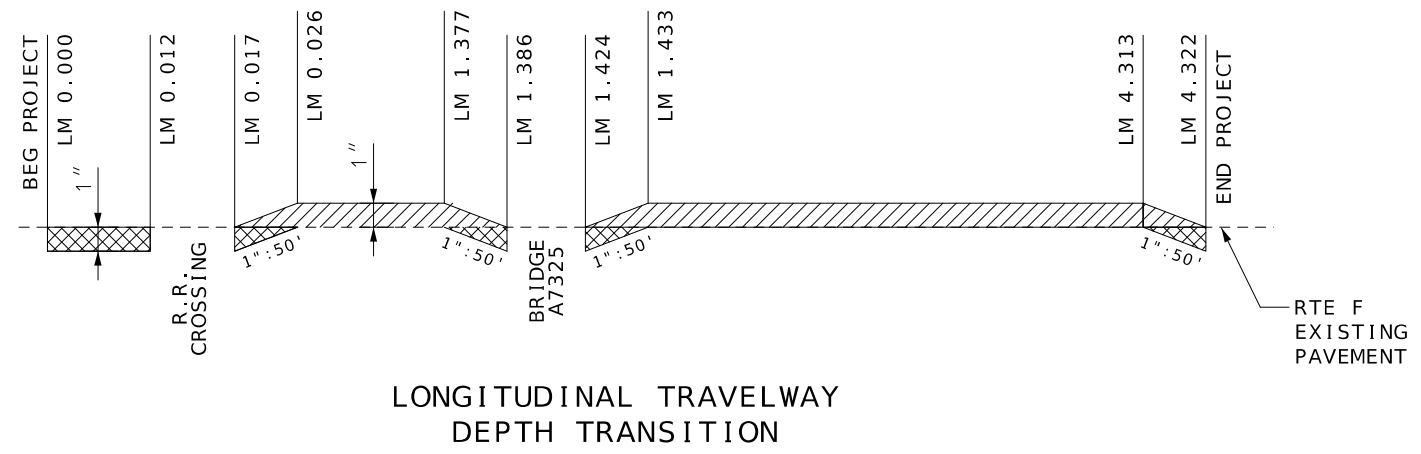 BEG PROJECT
LM 0.000
LM 0.012
LM 0.017
LM 0.026
LM 1.377
LM 1.386
LM 1.424
LM 1.433
LM 4.313
LM 4.322
END PROJECT
1"
1"
1":50'
1":50'
1":50'
1":50'
R.R.
CROSSING
BRIDGE
A7325
RTE F
EXISTING
PAVEMENT
LONGITUDINAL TRAVELWAY
DEPTH TRANSITION